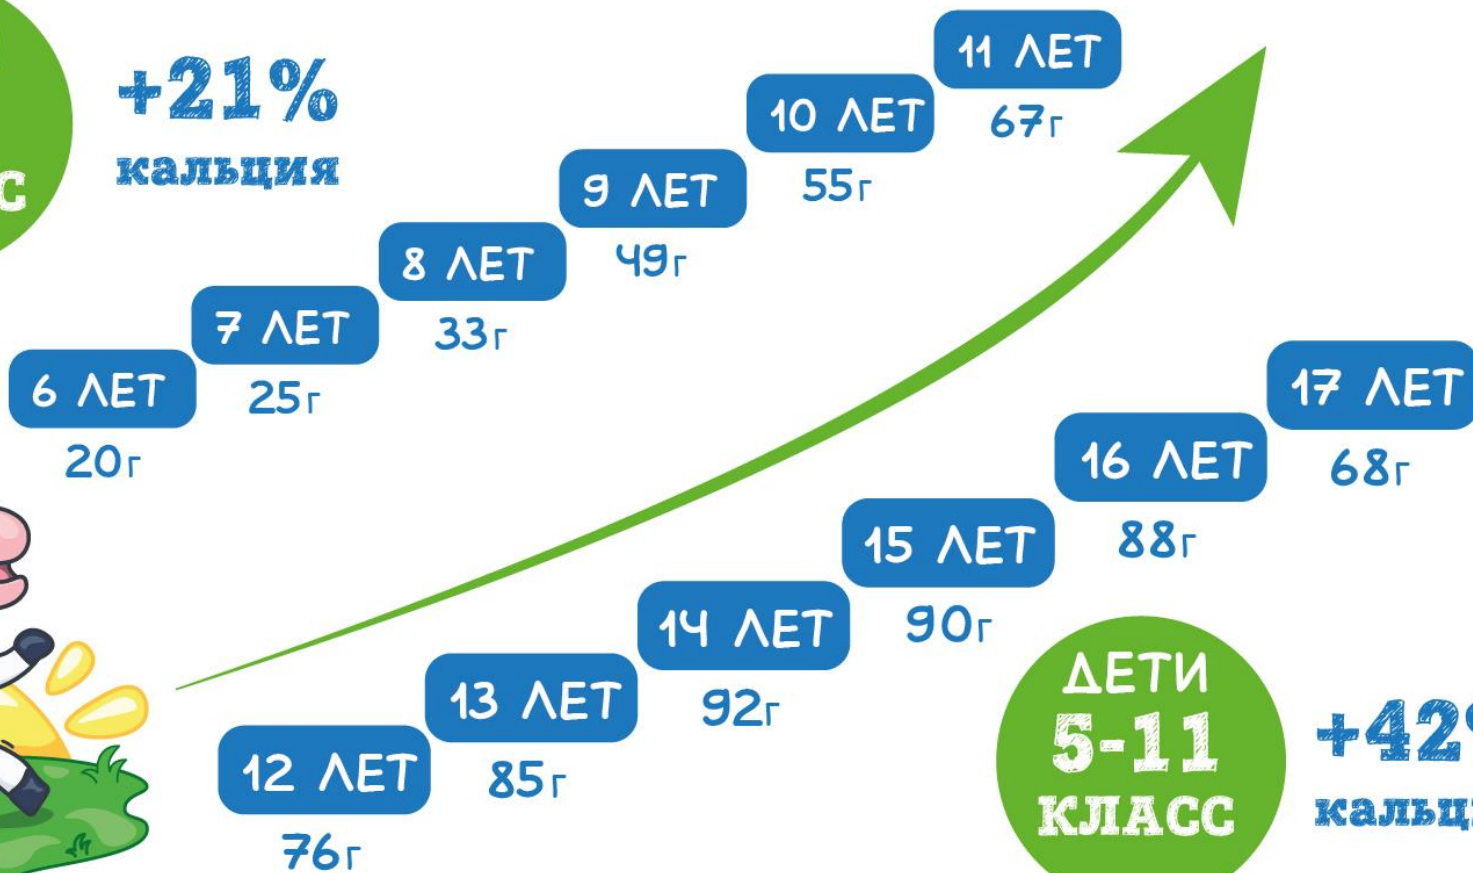 С
+21%
кальция
6 ЛЕТ
20г
7 ЛЕТ
25г
8 ЛЕТ
33г
9 ЛЕТ
49г
10 ЛЕТ
55г
11 ЛЕТ
67г
12 ЛЕТ
76г
13 ЛЕТ
85г
14 ЛЕТ
92г
15 ЛЕТ
90г
16 ЛЕТ
88г
17 ЛЕТ
68г
ДЕТИ
5-11
КЛАСС
+42%
кальц